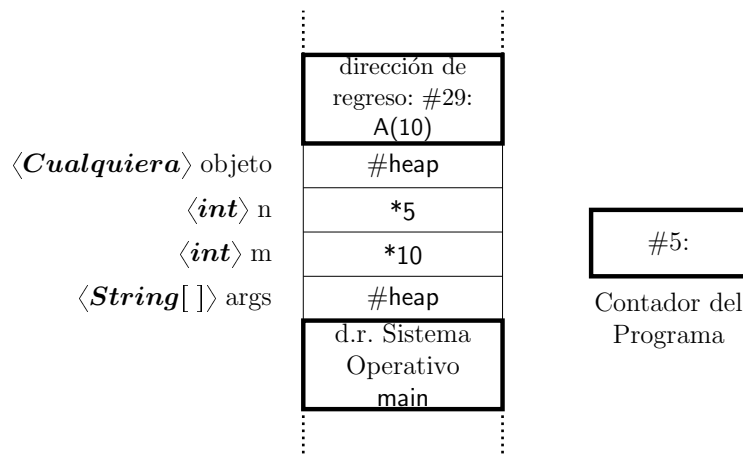 dirección de
regreso: #29:
A(10)
⟨Cualquiera⟩ objeto
#heap
⟨int⟩ n
*5
⟨int⟩ m
*10
⟨String[ ]⟩ args
#heap
d.r. Sistema
Operativo
main
#5:
Contador del
Programa